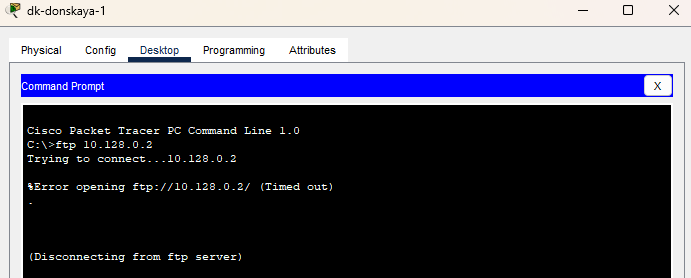 dk-donskaya-1
Physical Config Desktop Programming Attributes
Command Prompt X
Cisco Packet Tracer PC Command Line 1.0
C:\>ftp 10.128.0.2
Trying to connect...10.128.0.2
%Error opening ftp://10.128.0.2/ (Timed out)
.
(Disconnecting from ftp server)